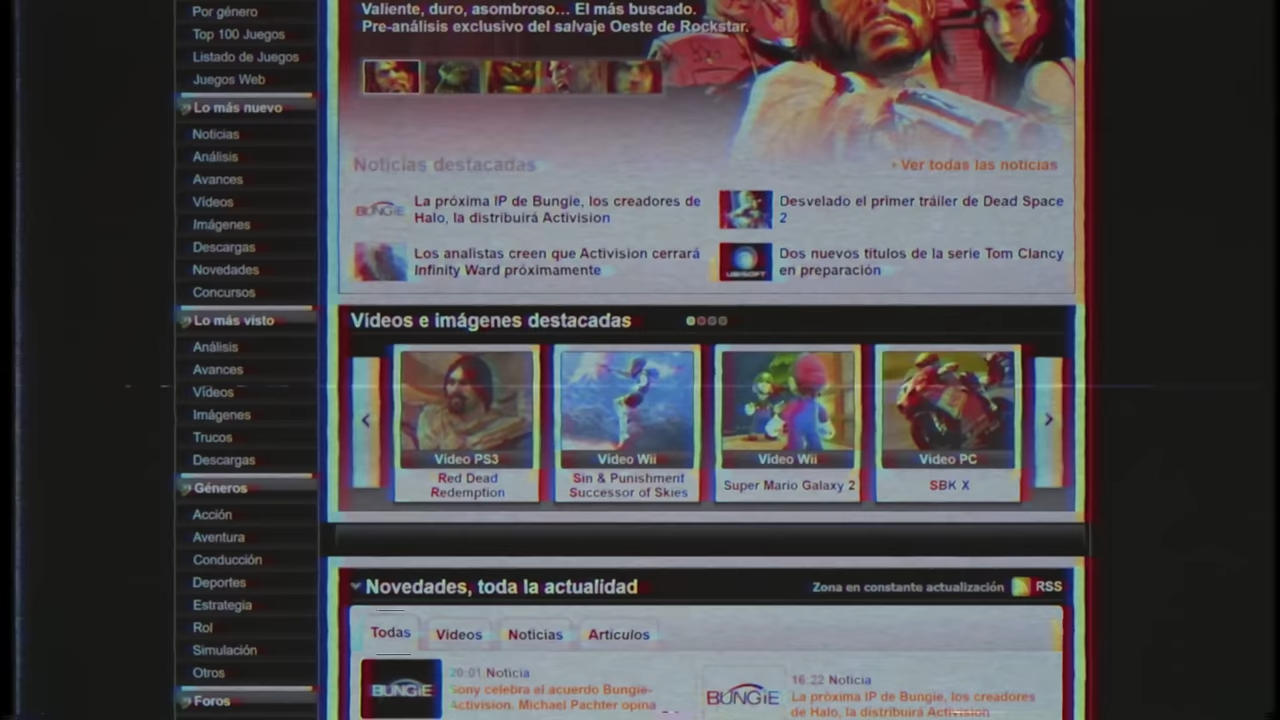 Por género
Top 100 Juegos
Listado de Juegos
Juegos Web
Lo más nuevo
Noticias
Análisis
Avances
Vídeos
Imágenes
Descargas
Novedades
Concursos
Lo más visto
Análisis
Avances
Vídeos
Imágenes
Trucos
Descargas
Géneros
Acción
Aventura
Conducción
Deportes
Estrategia
Rol
Simulación
Otros
Foros
Valiente, duro, asombroso... El más buscado.
Pre-análisis exclusivo del salvaje Oeste de Rockstar.
Noticias destacadas
Ver todas las noticias
BUNGIE
La próxima IP de Bungie, los creadores de
Halo, la distribuirá Activision
Desvelado el primer tráiler de Dead Space
2
Los analistas creen que Activision cerrará
Infinity Ward próximamente
UBISOFT
Dos nuevos títulos de la serie Tom Clancy
en preparación
Vídeos e imágenes destacadas
Vídeo PS3
Red Dead
Redemption
Vídeo Wii
Sin & Punishment
Successor of Skies
Vídeo Wii
Super Mario Galaxy 2
Vídeo PC
SBK X
Novedades, toda la actualidad
Zona en constante actualización
RSS
Todas
Vídeos
Noticias
Artículos
BUNGIE
20:01 Noticia
Sony celebra el acuerdo Bungie-
Activision. Michael Pachter opina
BUNGIE
16:22 Noticia
La próxima IP de Bungie, los creadores
de Halo, la distribuirá Activision